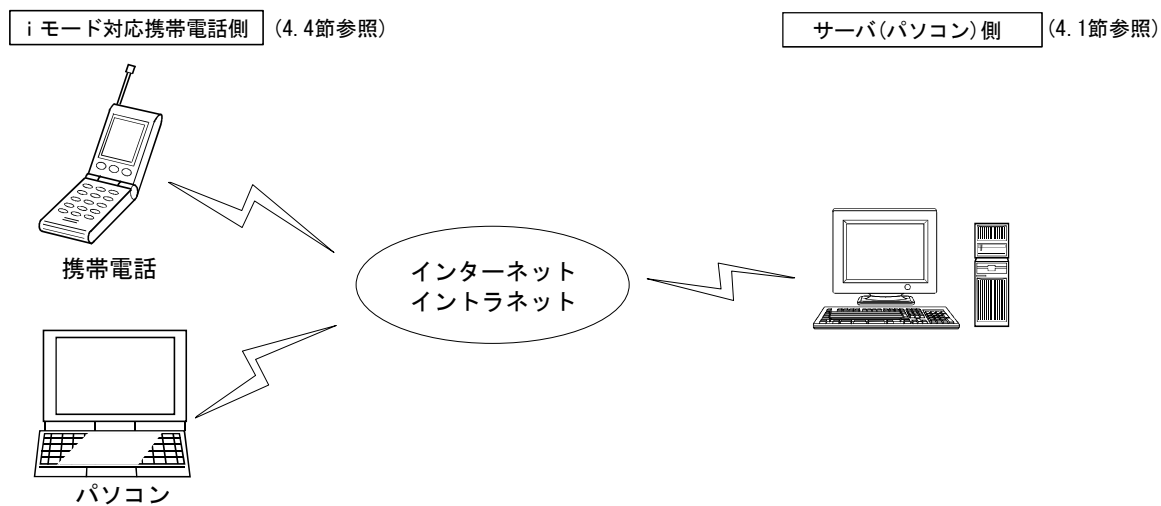 ｉモード対応携帯電話側 (4.4節参照)
サーバ(パソコン)側 (4.1節参照)
携帯電話
インターネット
イントラネット
パソコン